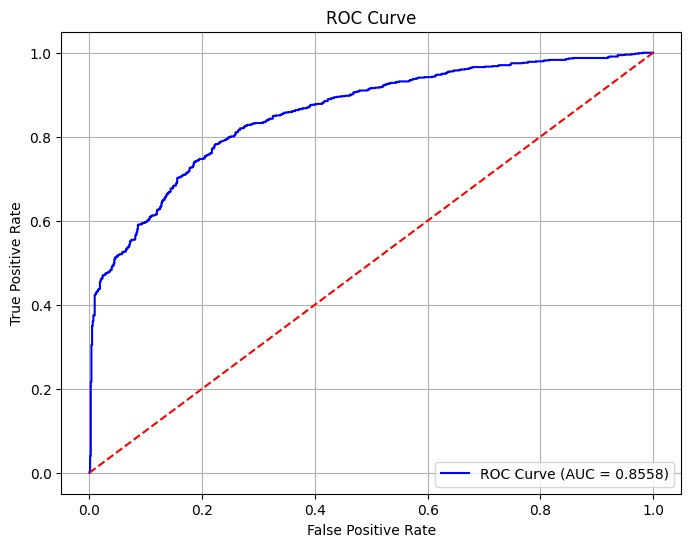 ROC Curve
True Positive Rate
1.0
0.8
0.6
0.4
0.2
0.0
ROC Curve (AUC = 0.8558)
0.0 0.2 0.4 0.6 0.8 1.0
False Positive Rate